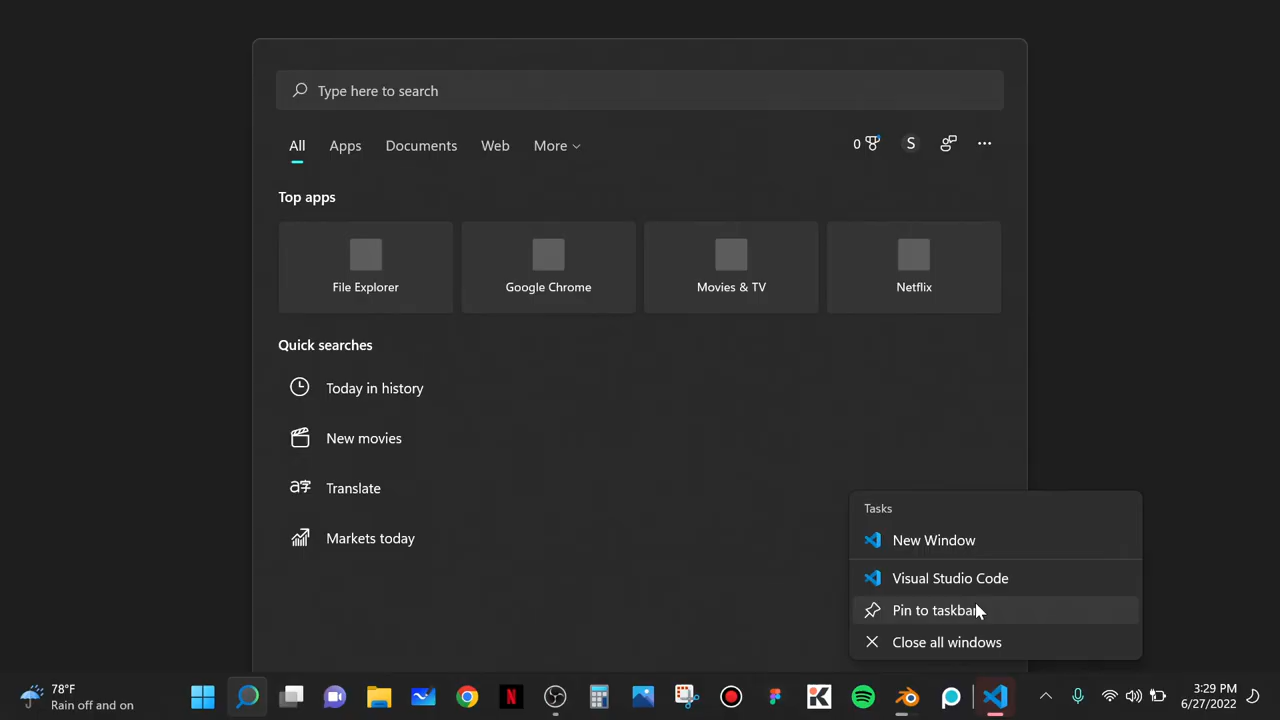 Type here to search
All Apps Documents Web More
0 S
Top apps
File Explorer Google Chrome Movies & TV Netflix
Quick searches
Today in history
New movies
Translate
Markets today
Tasks
New Window
Visual Studio Code
Pin to taskbar
Close all windows
78°F
Rain off and on
3:29 PM
6/27/2022